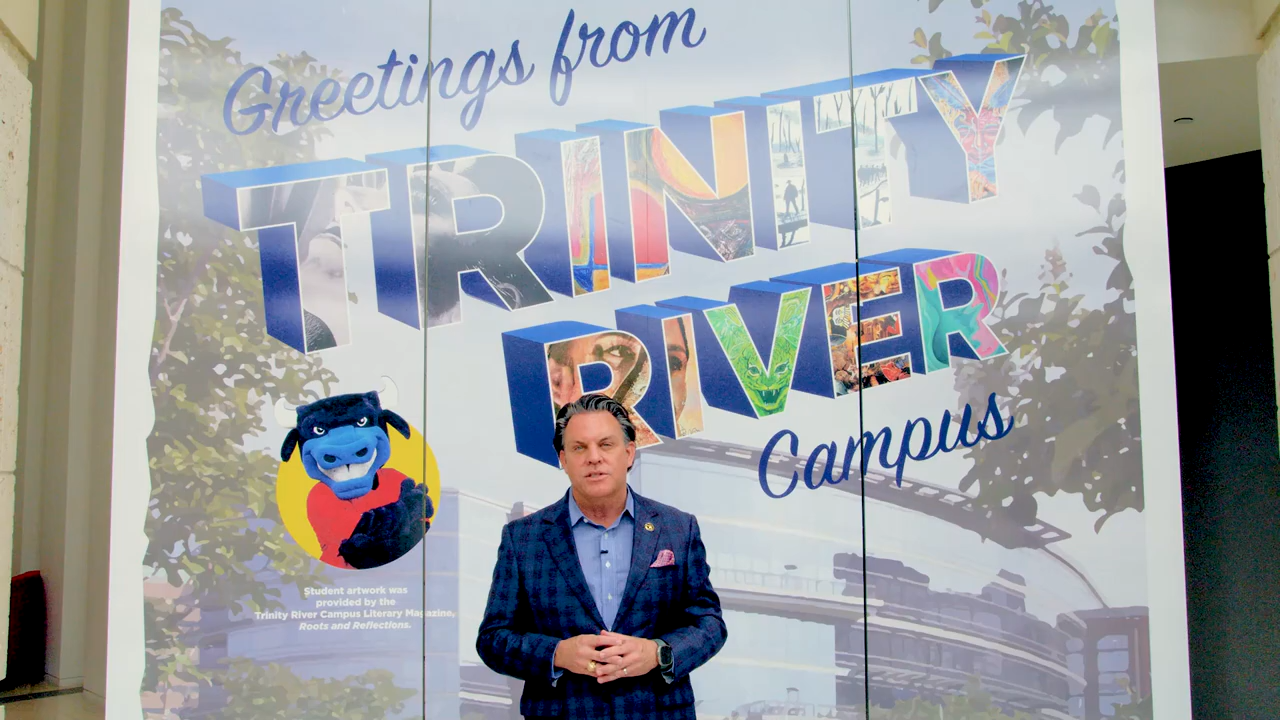 Greetings from
TRINITY
RIVER
Campus
Student artwork was
provided by the
Trinity River Campus Literary Magazine,
Roots and Reflections.